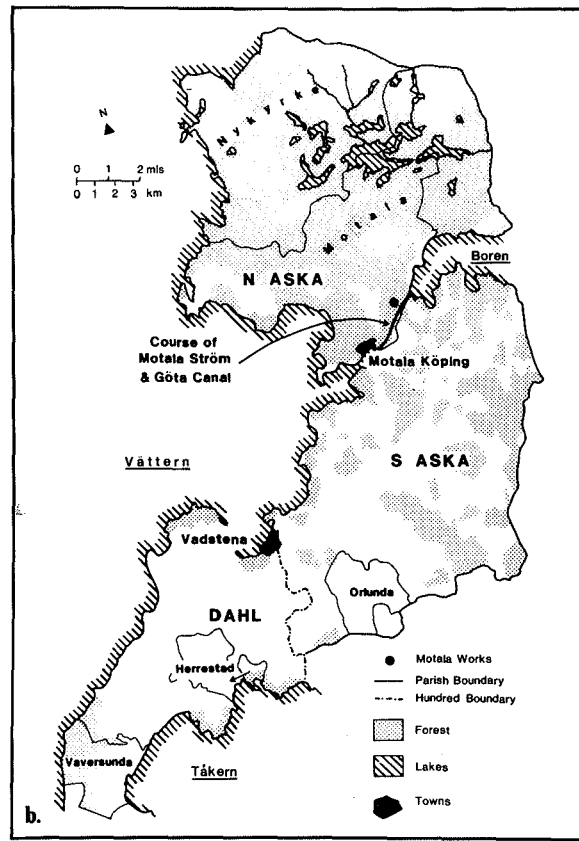 N
0 1 2 mls
0 1 2 3 km
Nykyrke
Motala
Boren
N ASKA
Course of
Motala Ström
& Göta Canal
Motala Köping
S ASKA
Vättern
Vadstena
Orlunda
DAHL
Herrestad
Vaversunda
Tåkern
Motala Works
Parish Boundary
Hundred Boundary
Forest
Lakes
Towns
b.